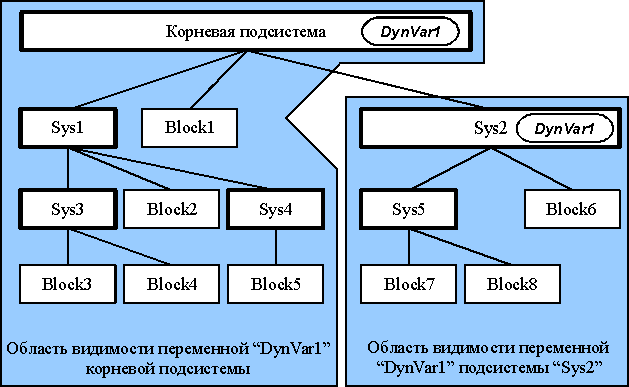 Корневая подсистема
DynVar1
Sys1
Block1
Sys2
DynVar1
Sys3
Block2
Sys4
Sys5
Block6
Block3
Block4
Block5
Block7
Block8
Область видимости переменной “DynVar1”
корневой подсистемы
Область видимости переменной
“DynVar1” подсистемы “Sys2”